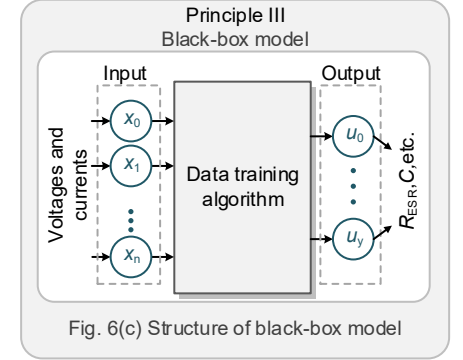 Principle III
Black-box model
Input
Output
Voltages and
currents
x0
x1
xn
Data training
algorithm
u0
uy
RESR,C,etc.
Fig. 6(c) Structure of black-box model